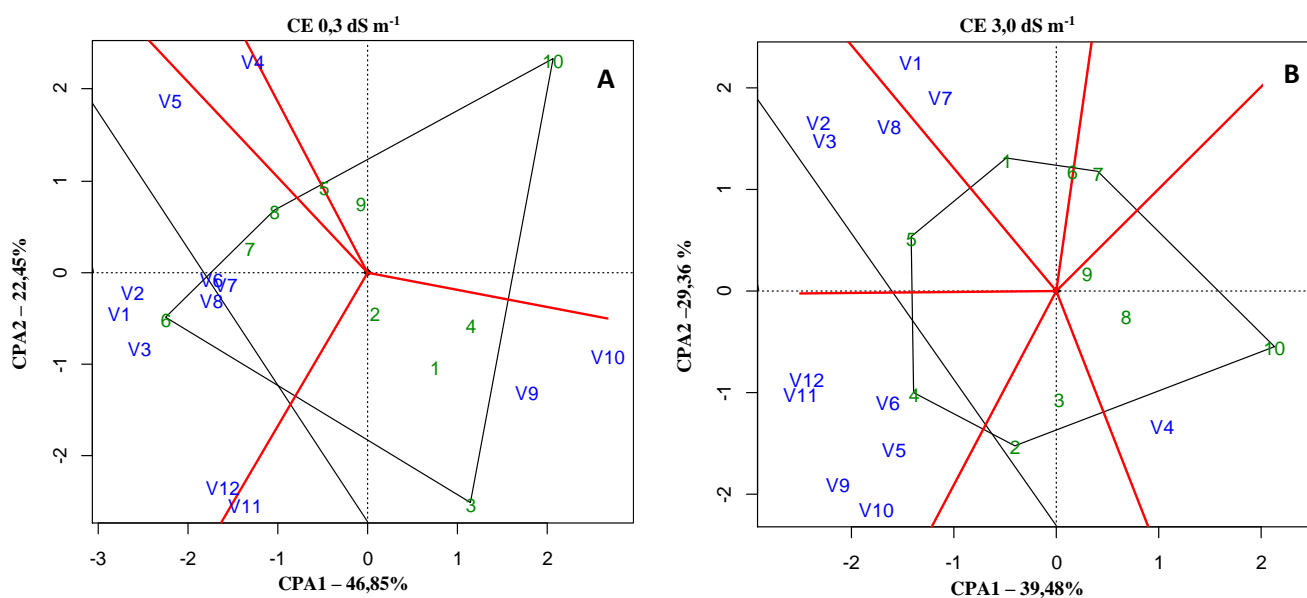 CE 0,3 dS m⁻¹
A
V4
10
V5
5
9
8
7
V6
V7
V2
V8
V1
6
2
4
V3
1
V10
V9
V12
V11
3
2
1
0
-1
-2
-3
-2
-1
0
1
2
CPA2 – 22,45%
CPA1 – 46,85%
CE 3,0 dS m⁻¹
B
V1
V7
V2
V8
V3
1
6
7
5
9
8
10
V12
V11
V6
4
3
V4
2
V5
V9
V10
2
1
0
-1
-2
-2
-1
0
1
2
CPA2 –29,36 %
CPA1 – 39,48%